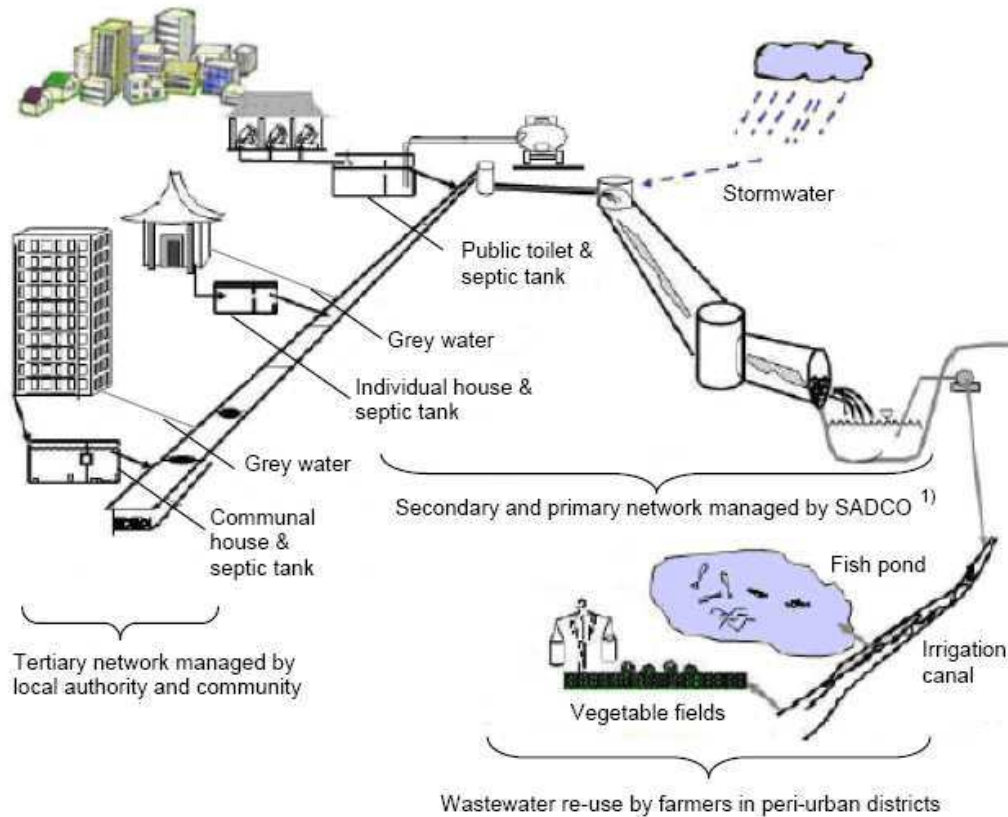 Stormwater
Public toilet &
septic tank
Grey water
Individual house &
septic tank
Grey water
Communal
house &
septic tank
Secondary and primary network managed by SADCO 1)
Fish pond
Irrigation
canal
Vegetable fields
Tertiary network managed by
local authority and community
Wastewater re-use by farmers in peri-urban districts